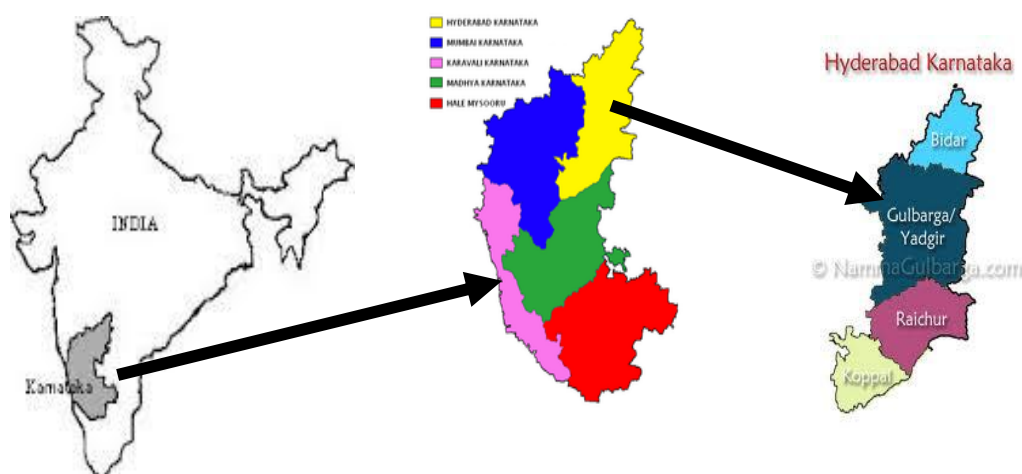 INDIA
Karnataka
HYDERABAD KARNATAKA
MUMBAI KARNATAKA
KARAVALI KARNATAKA
MADHYA KARNATAKA
HALE MYSOORU
Hyderabad Karnataka
Bidar
Gulbarga/
Yadgir
© NammaGulbarga.com
Raichur
Koppal